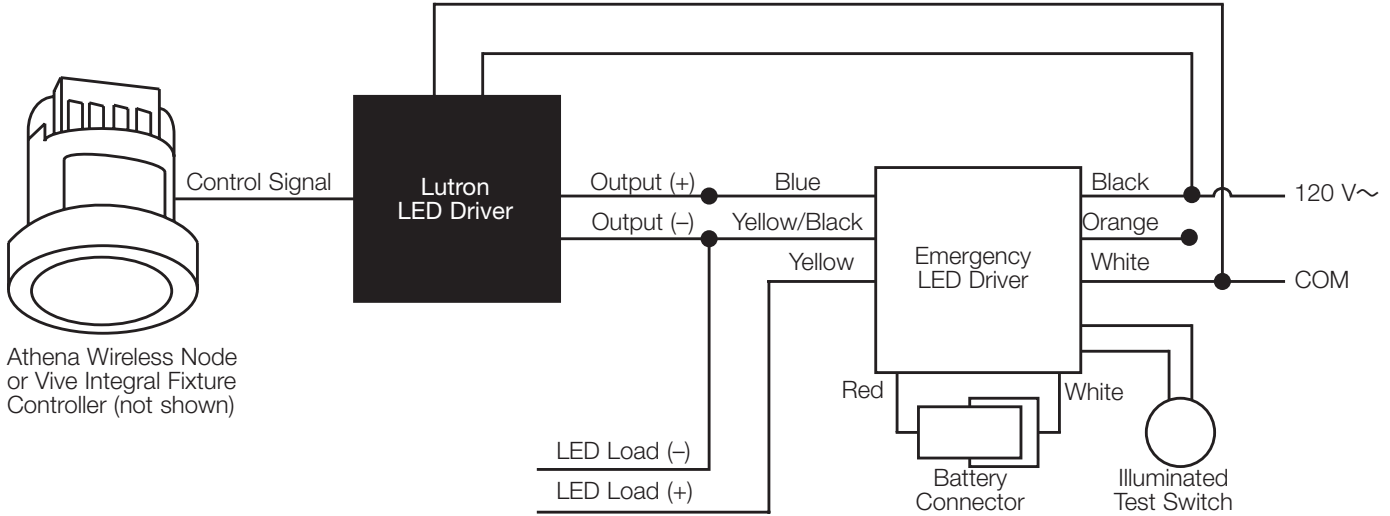 Control Signal
Lutron
LED Driver
Output (+)
Blue
Output (–)
Yellow/Black
Yellow
Emergency
LED Driver
Black
120 V~
Orange
White
COM
Athena Wireless Node
or Vive Integral Fixture
Controller (not shown)
Red
White
LED Load (–)
LED Load (+)
Battery
Connector
Illuminated
Test Switch